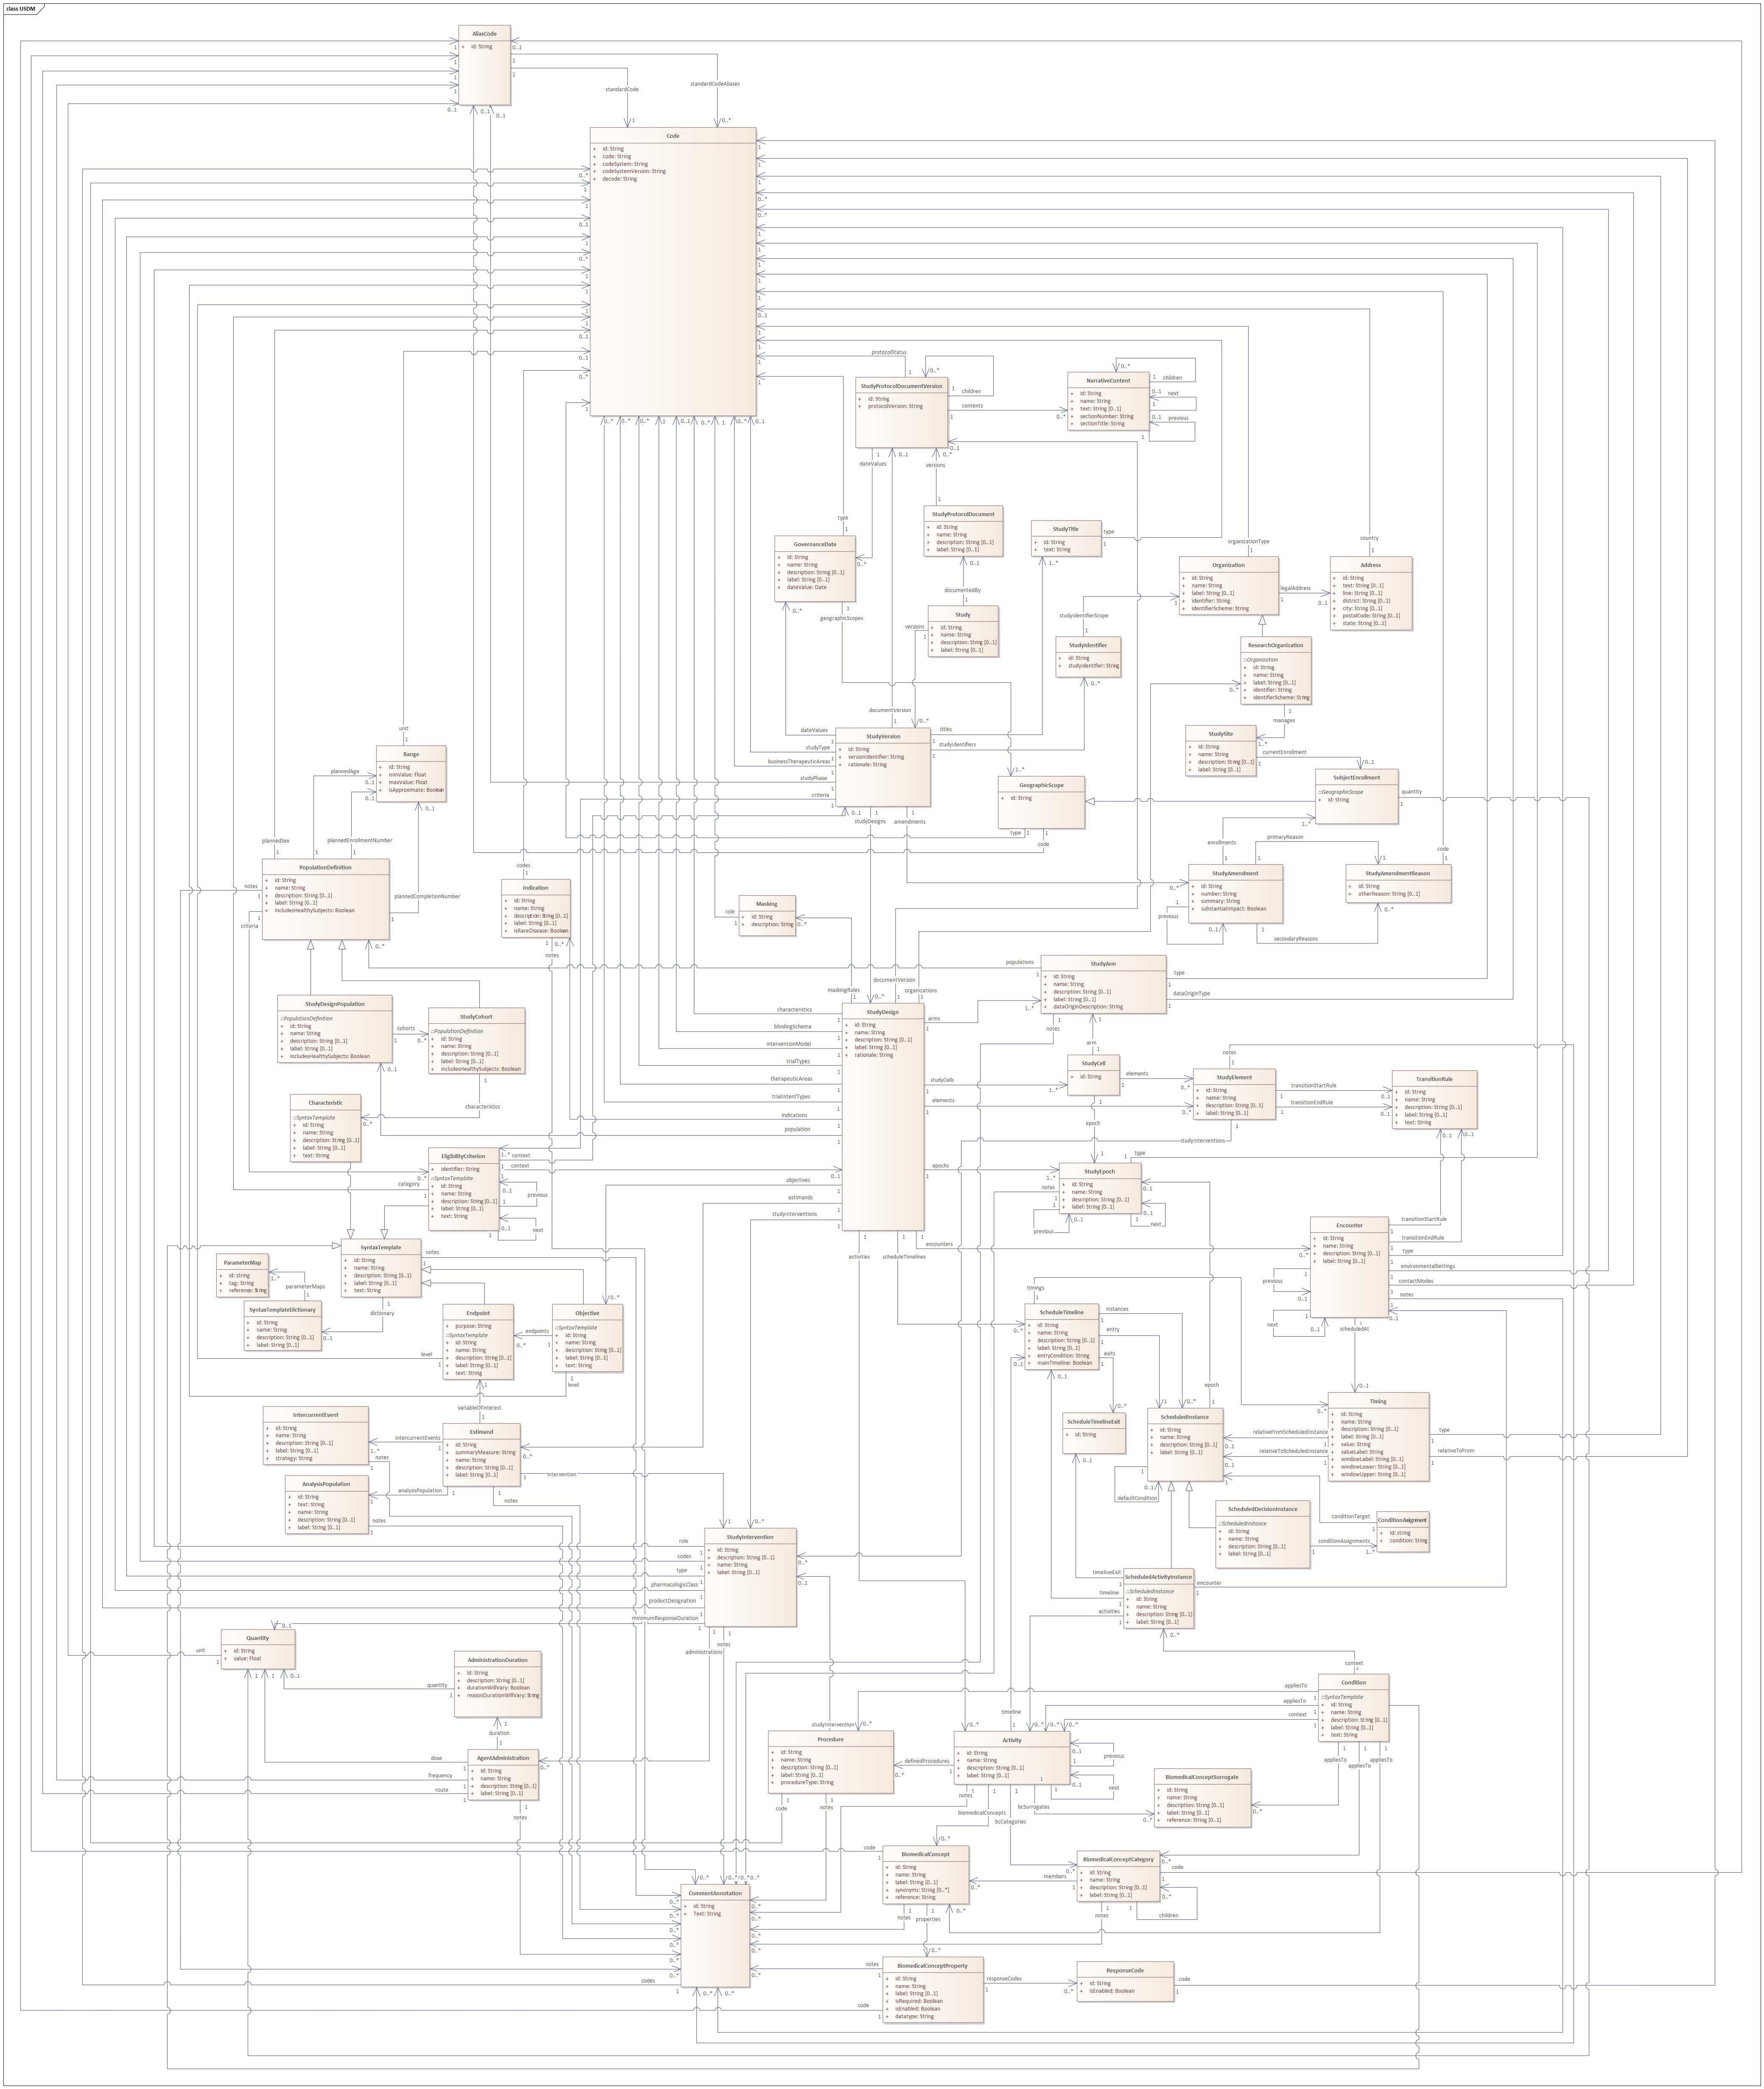 class USDM
AliasCode
+ id: String
standardCode
standardCodeAliases
Code
+ id: String
+ code: String
+ codeSystem: String
+ codeSystemVersion: String
+ decode: String
protocolStatus
StudyProtocolDocumentVersion
+ id: String
+ protocolVersion: String
children
contents
dateValues
versions
NarrativeContent
+ id: String
+ name: String
+ text: String [0..1]
+ sectionNumber: String
+ sectionTitle: String
children
next
previous
StudyProtocolDocument
+ id: String
+ name: String
+ description: String [0..1]
+ label: String [0..1]
documentedBy
StudyTitle
+ id: String
+ text: String
type
type
GovernanceDate
+ id: String
+ name: String
+ description: String [0..1]
+ label: String [0..1]
+ dateValue: Date
geographicScopes
organizationType
Organization
+ id: String
+ name: String
+ label: String [0..1]
+ identifier: String
+ identifierScheme: String
legalAddress
country
Address
+ id: String
+ text: String [0..1]
+ line: String [0..1]
+ district: String [0..1]
+ city: String [0..1]
+ postalCode: String [0..1]
+ state: String [0..1]
Study
+ id: String
+ name: String
+ description: String [0..1]
+ label: String [0..1]
versions
studyIdentifierScope
StudyIdentifier
+ id: String
+ studyIdentifier: String
ResearchOrganization
::Organization
+ id: String
+ name: String
+ label: String [0..1]
+ identifier: String
+ identifierScheme: String
manages
StudySite
+ id: String
+ name: String
+ description: String [0..1]
+ label: String [0..1]
currentEnrollment
documentVersion
StudyVersion
+ id: String
+ versionIdentifier: String
+ rationale: String
dateValues
studyType
businessTherapeuticAreas
studyPhase
criteria
titles
studyIdentifiers
studyDesigns
amendments
GeographicScope
+ id: String
type
code
SubjectEnrollment
::GeographicScope
+ id: String
quantity
unit
Range
+ id: String
+ minValue: Float
+ maxValue: Float
+ isApproximate: Boolean
plannedAge
plannedEnrollmentNumber
plannedSex
plannedCompletionNumber
PopulationDefinition
+ id: String
+ name: String
+ description: String [0..1]
+ label: String [0..1]
+ includesHealthySubjects: Boolean
notes
criteria
codes
Indication
+ id: String
+ name: String
+ description: String [0..1]
+ label: String [0..1]
+ isRareDisease: Boolean
notes
Masking
+ id: String
+ description: String
role
enrollments
primaryReason
StudyAmendment
+ id: String
+ number: String
+ summary: String
+ substantialImpact: Boolean
previous
secondaryReasons
code
StudyAmendmentReason
+ id: String
+ otherReason: String [0..1]
StudyDesignPopulation
::PopulationDefinition
+ id: String
+ name: String
+ description: String [0..1]
+ label: String [0..1]
+ includesHealthySubjects: Boolean
cohorts
StudyCohort
::PopulationDefinition
+ id: String
+ name: String
+ description: String [0..1]
+ label: String [0..1]
+ includesHealthySubjects: Boolean
characteristics
populations
StudyArm
+ id: String
+ name: String
+ description: String [0..1]
+ label: String [0..1]
+ dataOriginDescription: String
type
dataOriginType
notes
maskingRoles
documentVersion
organizations
StudyDesign
+ id: String
+ name: String
+ description: String [0..1]
+ label: String [0..1]
+ rationale: String
characteristics
blindingSchema
interventionModel
trialTypes
therapeuticAreas
trialIntentTypes
indications
population
objectives
estimands
studyInterventions
arms
studyCells
elements
epochs
encounters
activities
scheduleTimelines
arm
StudyCell
+ id: String
elements
epoch
notes
StudyElement
+ id: String
+ name: String
+ description: String [0..1]
+ label: String [0..1]
transitionStartRule
transitionEndRule
studyInterventions
TransitionRule
+ id: String
+ name: String
+ description: String [0..1]
+ label: String [0..1]
+ text: String
Characteristic
::SyntaxTemplate
+ id: String
+ name: String
+ description: String [0..1]
+ label: String [0..1]
+ text: String
EligibilityCriterion
+ identifier: String
::SyntaxTemplate
+ id: String
+ name: String
+ description: String [0..1]
+ label: String [0..1]
+ text: String
context
context
category
previous
next
type
StudyEpoch
+ id: String
+ name: String
+ description: String [0..1]
+ label: String [0..1]
notes
previous
next
Encounter
+ id: String
+ name: String
+ description: String [0..1]
+ label: String [0..1]
transitionStartRule
transitionEndRule
type
environmentalSettings
contactModes
notes
previous
next
scheduledAt
SyntaxTemplate
+ id: String
+ name: String
+ description: String [0..1]
+ label: String [0..1]
+ text: String
notes
dictionary
ParameterMap
+ id: string
+ tag: String
+ reference: String
parameterMaps
SyntaxTemplateDictionary
+ id: String
+ name: String
+ description: String [0..1]
+ label: String [0..1]
Endpoint
+ purpose: String
::SyntaxTemplate
+ id: String
+ name: String
+ description: String [0..1]
+ label: String [0..1]
+ text: String
level
endpoints
Objective
::SyntaxTemplate
+ id: String
+ name: String
+ description: String [0..1]
+ label: String [0..1]
+ text: String
level
timings
ScheduleTimeline
+ id: String
+ name: String
+ description: String [0..1]
+ label: String [0..1]
+ entryCondition: String
+ mainTimeline: Boolean
instances
entry
exits
epoch
ScheduleTimelineExit
+ id: String
ScheduledInstance
+ id: String
+ name: String
+ description: String [0..1]
+ label: String [0..1]
defaultCondition
relativeFromScheduledInstance
relativeToScheduledInstance
Timing
+ id: String
+ name: String
+ description: String [0..1]
+ label: String [0..1]
+ value: String
+ valueLabel: String
+ windowLabel: String [0..1]
+ windowLower: String [0..1]
+ windowUpper: String [0..1]
type
relativeToFrom
variableOfInterest
IntercurrentEvent
+ id: String
+ name: String
+ description: String [0..1]
+ label: String [0..1]
+ strategy: String
intercurrentEvents
notes
Estimand
+ id: String
+ summaryMeasure: String
+ name: String
+ description: String [0..1]
+ label: String [0..1]
intervention
notes
analysisPopulation
AnalysisPopulation
+ id: String
+ text: String
+ name: String
+ description: String [0..1]
+ label: String [0..1]
notes
ScheduledDecisionInstance
::ScheduledInstance
+ id: String
+ name: String
+ description: String [0..1]
+ label: String [0..1]
conditionTarget
conditionAssignments
ConditionAssignment
+ id: string
+ condition: String
StudyIntervention
+ id: String
+ description: String [0..1]
+ name: String
+ label: String [0..1]
role
codes
type
pharmacologicClass
productDesignation
minimumResponseDuration
administrations
notes
ScheduledActivityInstance
::ScheduledInstance
+ id: String
+ name: String
+ description: String [0..1]
+ label: String [0..1]
timelineExit
timeline
activities
encounter
Quantity
+ id: String
+ value: Float
unit
AdministrationDuration
+ id: String
+ description: String [0..1]
+ durationWillVary: Boolean
+ reasonDurationWillVary: String
quantity
duration
AgentAdministration
+ id: String
+ name: String
+ description: String [0..1]
+ label: String [0..1]
dose
frequency
route
notes
context
Condition
::SyntaxTemplate
+ id: String
+ name: String
+ description: String [0..1]
+ label: String [0..1]
+ text: String
appliesTo
appliesTo
context
appliesTo
appliesTo
appliesTo
studyIntervention
Procedure
+ id: String
+ name: String
+ description: String [0..1]
+ label: String [0..1]
+ procedureType: String
code
notes
definedProcedures
timeline
Activity
+ id: String
+ name: String
+ description: String [0..1]
+ label: String [0..1]
previous
next
notes
biomedicalConcepts
bcCategories
bcSurrogates
BiomedicalConceptSurrogate
+ id: String
+ name: String
+ description: String [0..1]
+ label: String [0..1]
+ reference: String [0..1]
BiomedicalConcept
+ id: String
+ name: String
+ label: String [0..1]
+ synonyms: String [0..*]
+ reference: String
code
notes
properties
members
BiomedicalConceptCategory
+ id: String
+ name: String
+ description: String [0..1]
+ label: String [0..1]
code
children
notes
CommentAnnotation
+ id: String
+ Text: String
codes
BiomedicalConceptProperty
+ id: String
+ name: String
+ label: String [0..1]
+ isRequired: Boolean
+ isEnabled: Boolean
+ datatype: String
notes
code
responseCodes
ResponseCode
+ id: String
+ isEnabled: Boolean
code